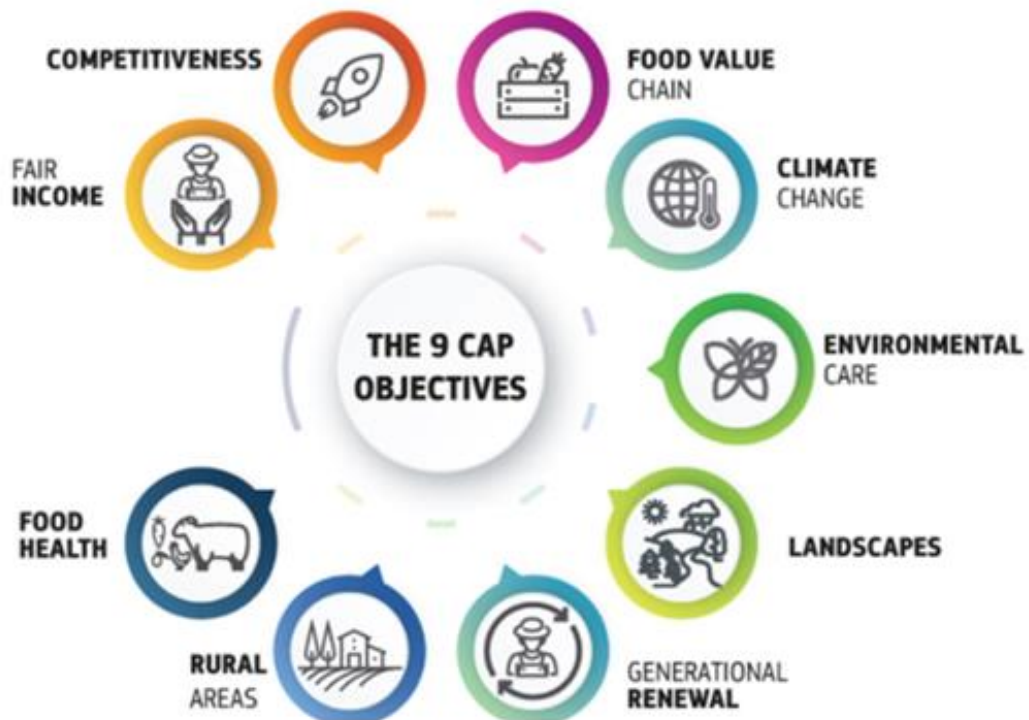 COMPETITIVENESS
FOOD VALUE
CHAIN
FAIR
INCOME
CLIMATE
CHANGE
THE 9 CAP
OBJECTIVES
ENVIRONMENTAL
CARE
FOOD
HEALTH
LANDSCAPES
RURAL
AREAS
GENERATIONAL
RENEWAL